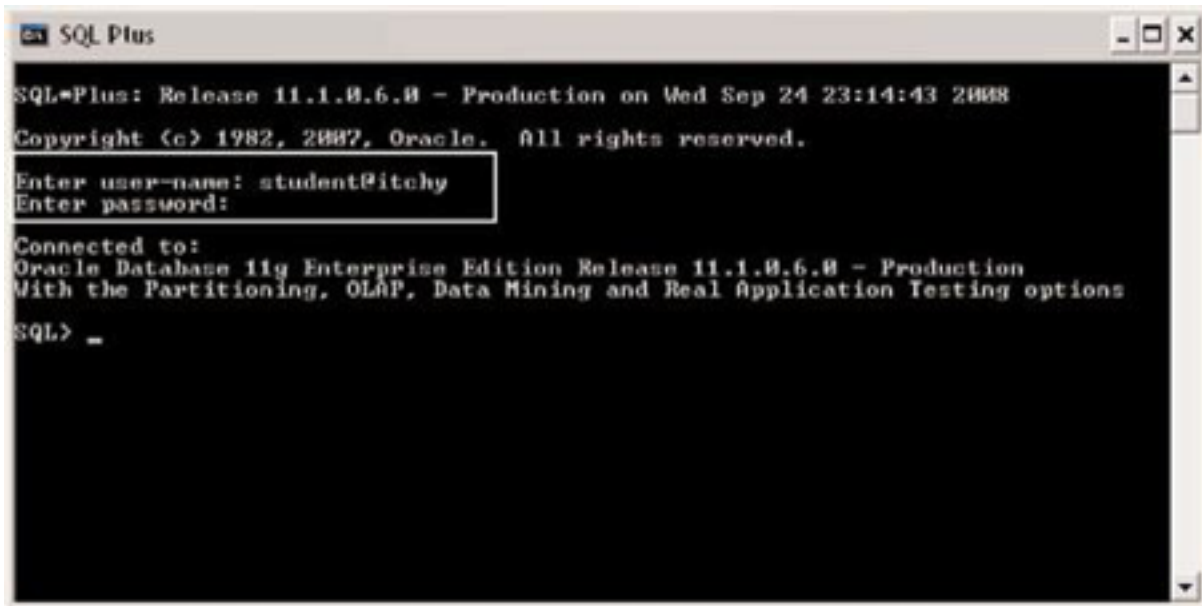 SQL Plus
SQL*Plus: Release 11.1.0.6.0 - Production on Wed Sep 24 23:14:43 2008
Copyright (c) 1982, 2007, Oracle.  All rights reserved.
Enter user-name: student@itchy
Enter password:
Connected to:
Oracle Database 11g Enterprise Edition Release 11.1.0.6.0 - Production
With the Partitioning, OLAP, Data Mining and Real Application Testing options
SQL> _